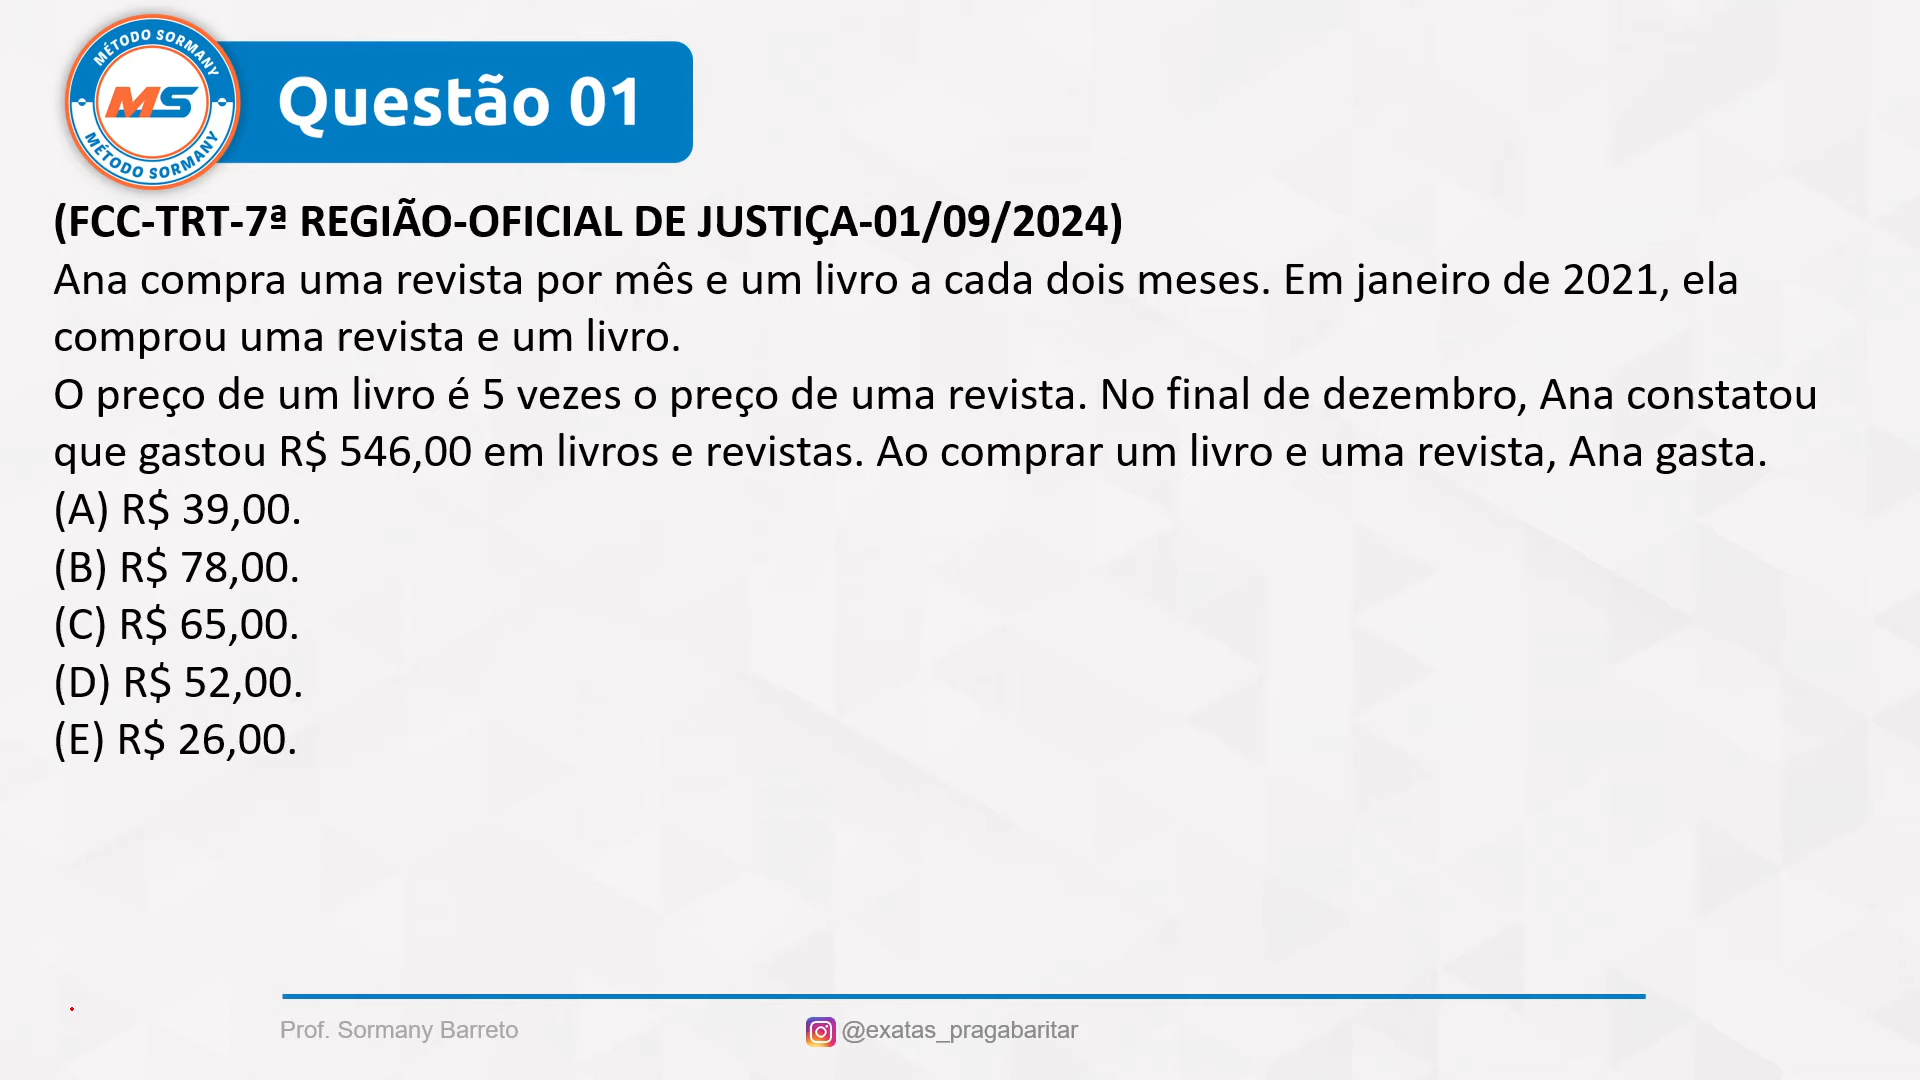 MÉTODO SORMANY
MS
MÉTODO SORMANY
Questão 01
(FCC-TRT-7ª REGIÃO-OFICIAL DE JUSTIÇA-01/09/2024)
Ana compra uma revista por mês e um livro a cada dois meses. Em janeiro de 2021, ela
comprou uma revista e um livro.
O preço de um livro é 5 vezes o preço de uma revista. No final de dezembro, Ana constatou
que gastou R$ 546,00 em livros e revistas. Ao comprar um livro e uma revista, Ana gasta.
(A) R$ 39,00.
(B) R$ 78,00.
(C) R$ 65,00.
(D) R$ 52,00.
(E) R$ 26,00.
Prof. Sormany Barreto
@exatas_pragabaritar